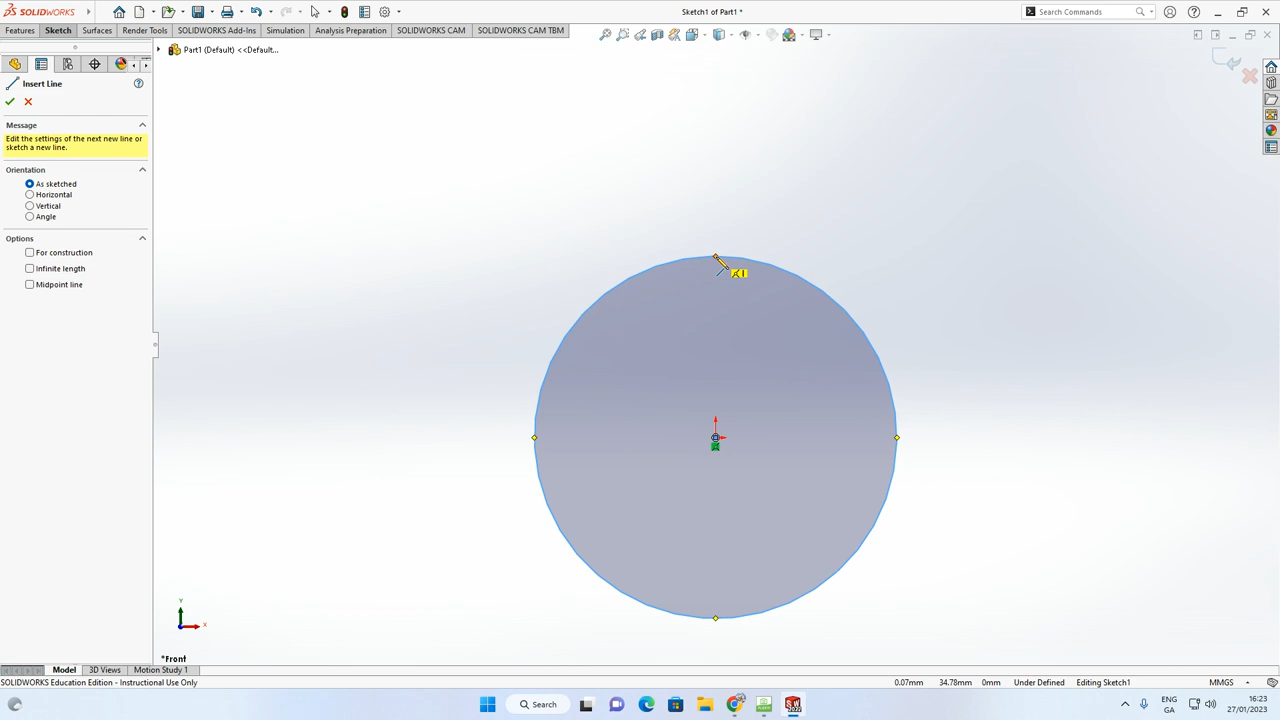 SOLIDWORKS
Sketch1 of Part1 *
Search Commands
Features
Sketch
Surfaces
Render Tools
SOLIDWORKS Add-Ins
Simulation
Analysis Preparation
SOLIDWORKS CAM
SOLIDWORKS CAM TBM
Part1 (Default) <<Default...
Insert Line
Message
Edit the settings of the next new line or
sketch a new line.
Orientation
As sketched
Horizontal
Vertical
Angle
Options
For construction
Infinite length
Midpoint line
Y
X
*Front
Model
3D Views
Motion Study 1
SOLIDWORKS Education Edition - Instructional Use Only
0.07mm
34.78mm
0mm
Under Defined
Editing Sketch1
MMGS
Search
ENG
GA
16:23
27/01/2023